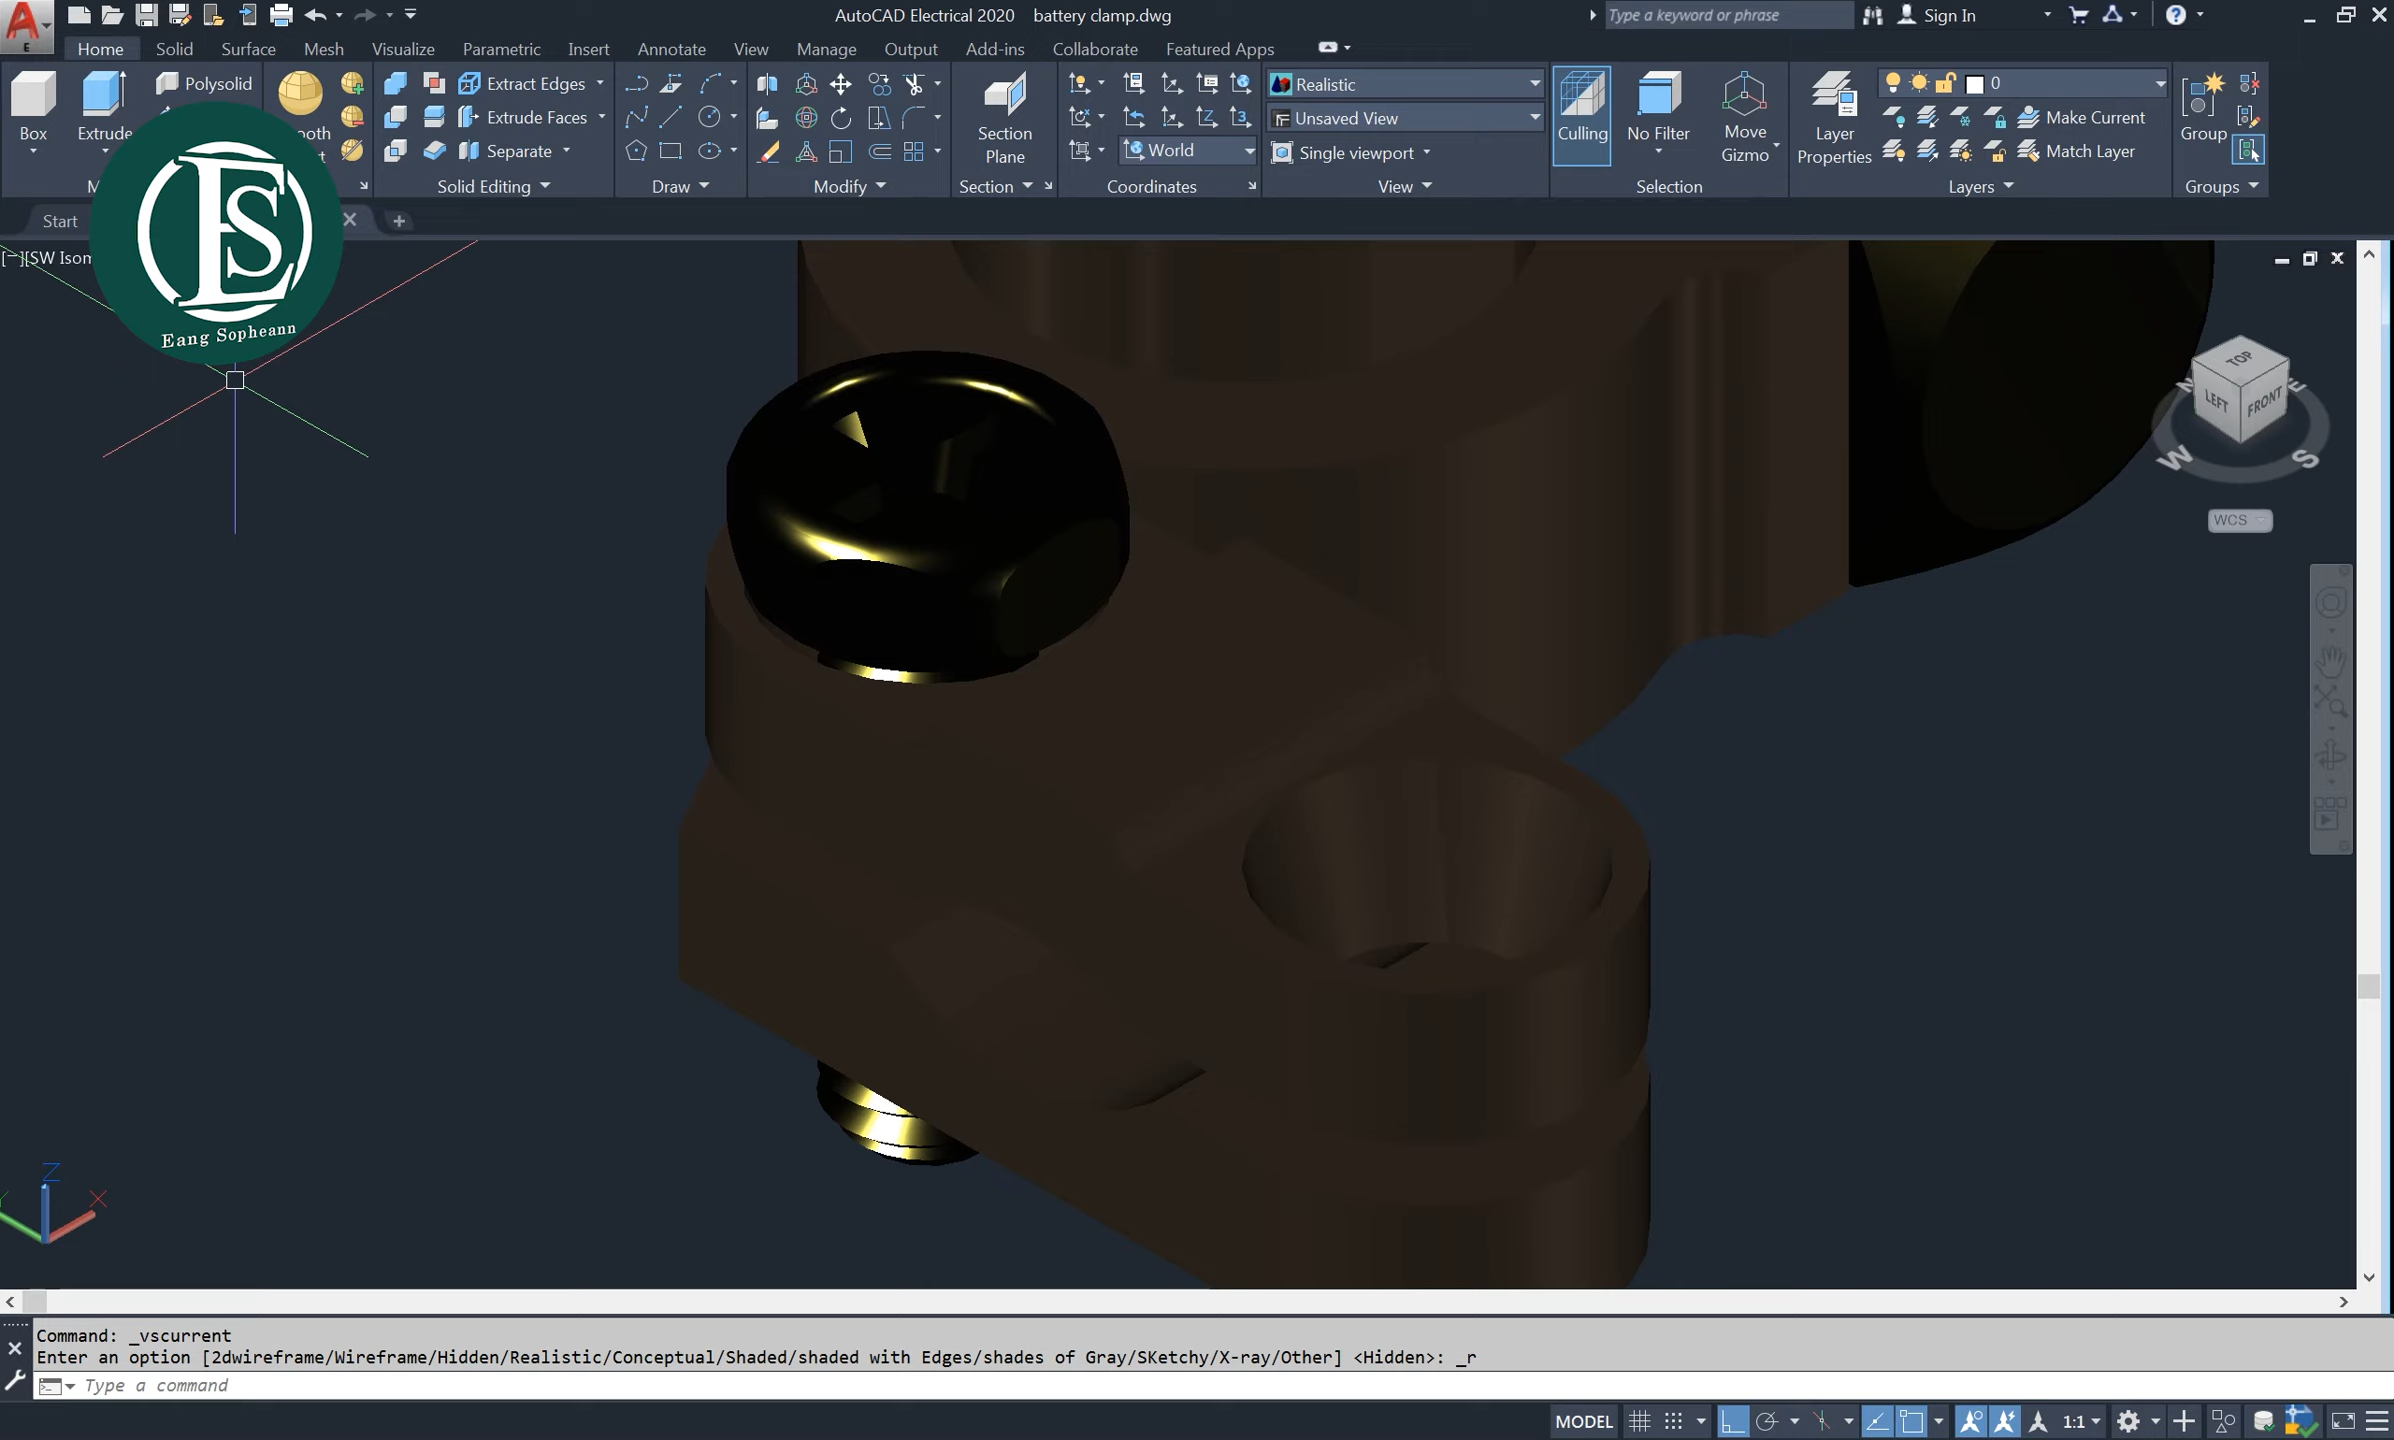 AutoCAD Electrical 2020 battery clamp.dwg
Type a keyword or phrase
Sign In
Home Solid Surface Mesh Visualize Parametric Insert Annotate View Manage Output Add-ins Collaborate Featured Apps
Box
Extrude
Polysolid
Extract Edges
Extrude Faces
Separate
Solid Editing
Draw
Modify
Section
Plane
Section
World
Coordinates
Realistic
Unsaved View
Single viewport
View
Culling
No Filter
Move
Gizmo
Selection
Layer
Properties
0
Make Current
Match Layer
Layers
Group
Groups
Start
ES
Eang Sopheann
TOP
LEFT
FRONT
W
S
WCS
Z
X
Command: _vscurrent
Enter an option [2dwireframe/Wireframe/Hidden/Realistic/Conceptual/Shaded/shaded with Edges/shades of Gray/SKetchy/X-ray/Other] <Hidden>: _r
Type a command
MODEL
1:1